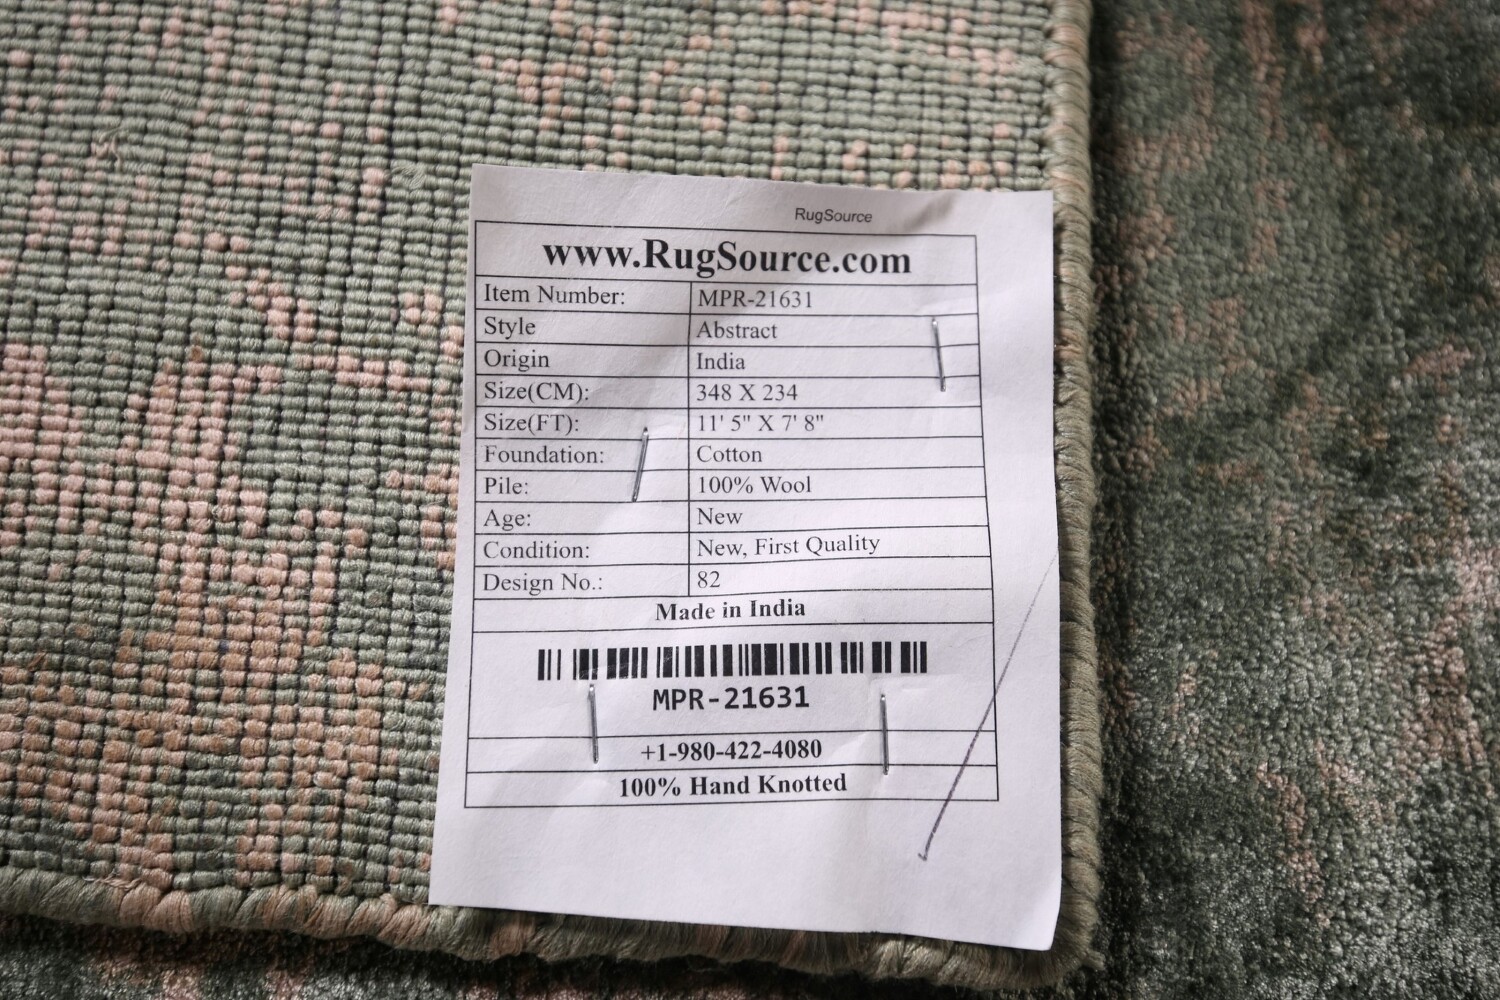 RugSource
www.RugSource.com
Item Number: MPR-21631
Style Abstract
Origin India
Size(CM): 348 X 234
Size(FT): 11' 5" X 7' 8"
Foundation: Cotton
Pile: 100% Wool
Age: New
Condition: New, First Quality
Design No.: 82
Made in India
MPR-21631
+1-980-422-4080
100% Hand Knotted